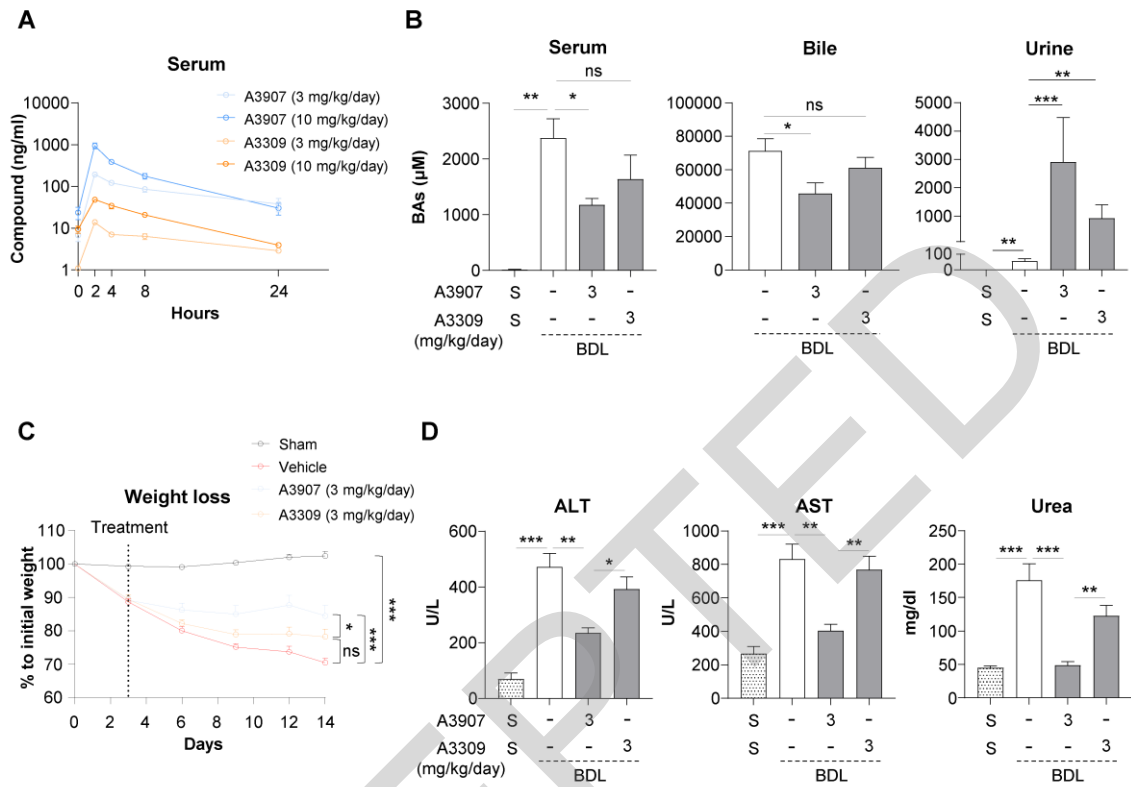 A
Serum
A3907 (3 mg/kg/day)
A3907 (10 mg/kg/day)
A3309 (3 mg/kg/day)
A3309 (10 mg/kg/day)
Compound (ng/ml)
10000
1000
100
10
1
0 2 4 8 24
Hours
B
Serum
Bile
Urine
BAs (µM)
3000
2000
1000
0
** * ns
100000
80000
60000
40000
20000
0
* ns
5000
4000
3000
2000
1000
100
0
** *** **
A3907 S - 3 - - 3 - S - 3 -
A3309 S - - 3 - - 3 S - - 3
(mg/kg/day)
BDL BDL BDL
C
Sham
Vehicle
A3907 (3 mg/kg/day)
A3309 (3 mg/kg/day)
Weight loss
Treatment
% to initial weight
110
100
90
80
70
60
0 2 4 6 8 10 12 14
Days
* ns *** ***
D
ALT
AST
Urea
U/L
600
400
200
0
*** ** *
U/L
1000
800
600
400
200
0
*** ** **
mg/dl
250
200
150
100
50
0
*** *** **
A3907 S - 3 - S - 3 - S - 3 -
A3309 S - - 3 S - - 3 S - - 3
(mg/kg/day)
BDL BDL BDL
PTED